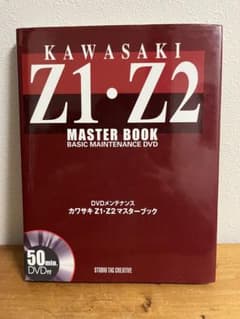 KAWASAKI
Z1・Z2
MASTER BOOK
BASIC MAINTENANCE DVD
DVDメンテナンス
カワサキ Z1・Z2マスターブック
50min.
DVD付
STUDIO TAC CREATIVE